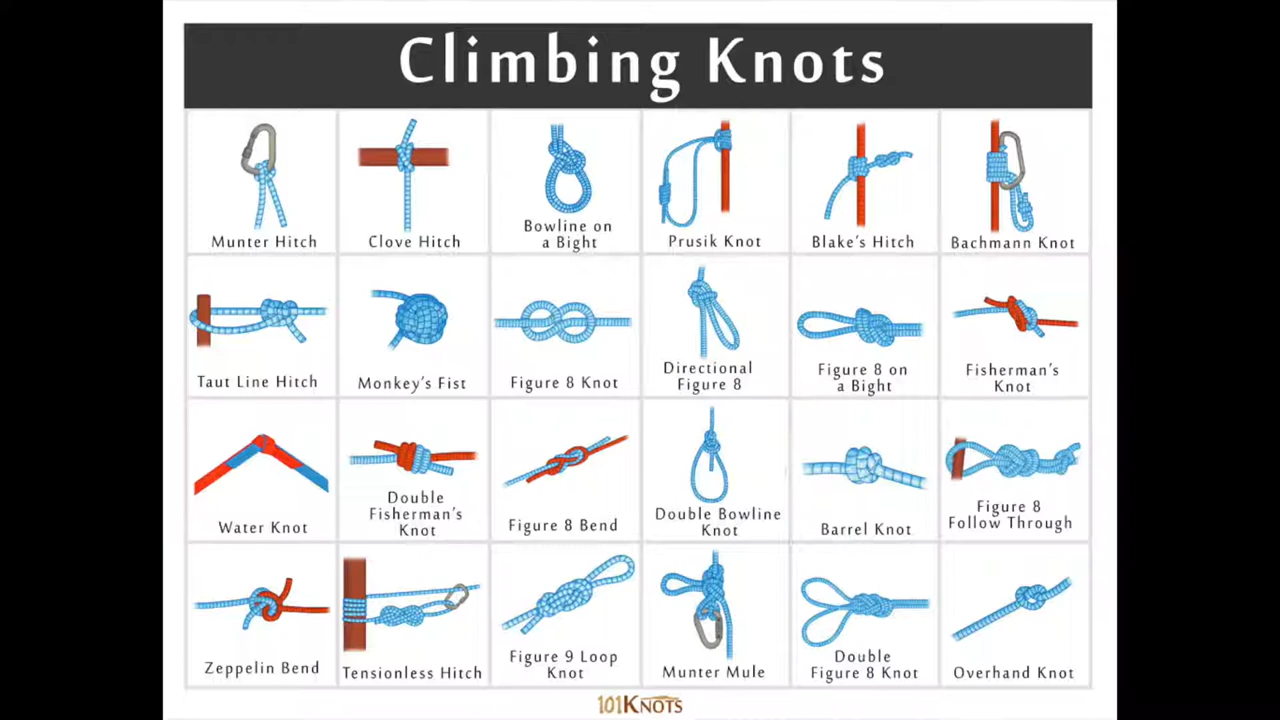 Climbing Knots
Munter Hitch
Clove Hitch
Bowline on
a Bight
Prusik Knot
Blake's Hitch
Bachmann Knot
Taut Line Hitch
Monkey's Fist
Figure 8 Knot
Directional
Figure 8
Figure 8 on
a Bight
Fisherman's
Knot
Water Knot
Double
Fisherman's
Knot
Figure 8 Bend
Double Bowline
Knot
Barrel Knot
Figure 8
Follow Through
Zeppelin Bend
Tensionless Hitch
Figure 9 Loop
Knot
Munter Mule
Double
Figure 8 Knot
Overhand Knot
101KNOTS